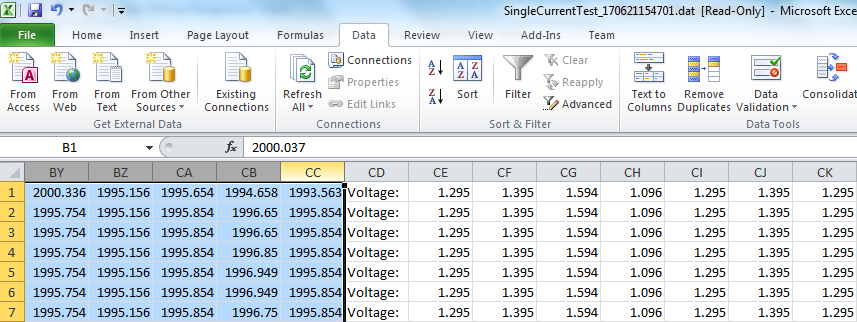 SingleCurrentTest_170621154701.dat [Read-Only] - Microsoft Exce
File Home Insert Page Layout Formulas Data Review View Add-Ins Team
From Access
From Web
From Text
From Other Sources
Existing Connections
Get External Data
Refresh All
Connections
Properties
Edit Links
Connections
A Z
Z A
Sort
Filter
Clear
Reapply
Advanced
Sort & Filter
Text to Columns
Remove Duplicates
Data Validation
Consolidat
Data Tools
B1 fx 2000.037
BY BZ CA CB CC CD CE CF CG CH CI CJ CK
1 2000.336 1995.156 1995.654 1994.658 1993.563 Voltage: 1.295 1.395 1.594 1.096 1.295 1.395 1.295
2 1995.754 1995.156 1995.854 1996.65 1995.854 Voltage: 1.295 1.395 1.594 1.096 1.295 1.395 1.295
3 1995.754 1995.156 1995.854 1996.65 1995.854 Voltage: 1.295 1.395 1.594 1.096 1.295 1.395 1.295
4 1995.754 1995.156 1995.854 1996.85 1995.854 Voltage: 1.295 1.395 1.594 1.096 1.295 1.395 1.295
5 1995.754 1995.156 1995.854 1996.949 1995.854 Voltage: 1.295 1.395 1.594 1.096 1.295 1.395 1.295
6 1995.754 1995.156 1995.854 1996.949 1995.854 Voltage: 1.295 1.395 1.594 1.096 1.295 1.395 1.295
7 1995.754 1995.156 1995.854 1996.75 1995.854 Voltage: 1.295 1.395 1.594 1.096 1.295 1.395 1.295